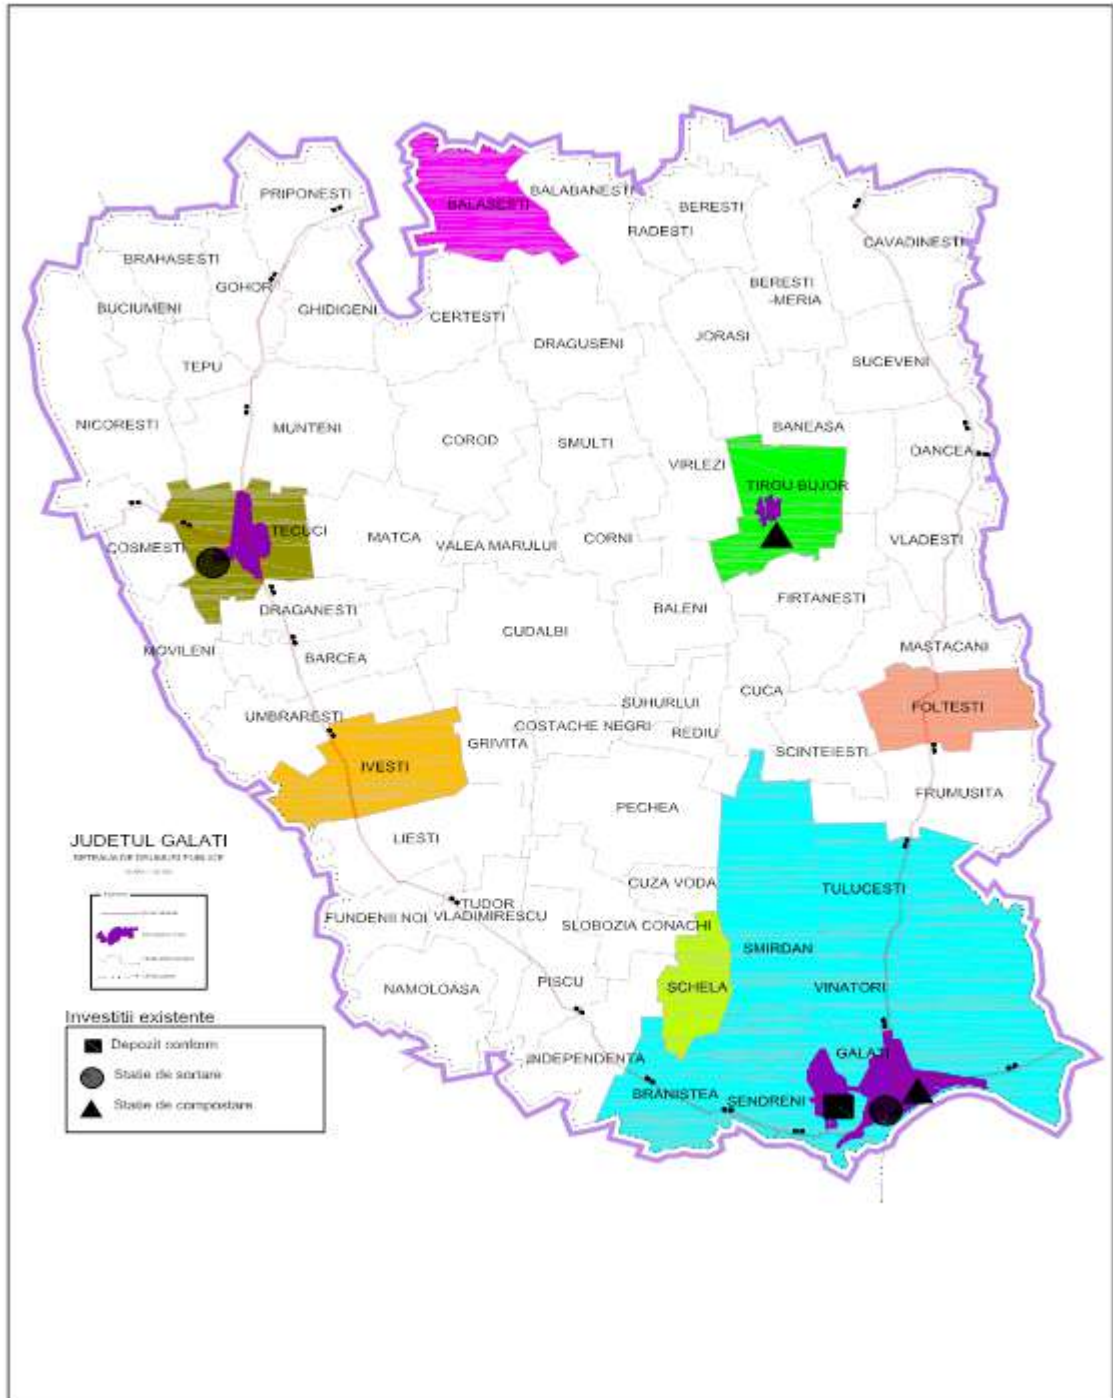 PRIPONESTI
BALABANESTI
BALASESTI
BERESTI
RADESTI
CAVADINESTI
BRAHASESTI
GOHOR
BERESTI
-MERIA
BUCIUMENI
GHIDIGENI
CERTESTI
JORASI
DRAGUSENI
SUCEVENI
TEPU
NICORESTI
MUNTENI
BANEASA
COROD
SMULTI
OANCEA
VIRLEZI
TIRGU BUJOR
TECUCI
MATCA
COSMESTI
VALEA MARULUI
CORNI
VLADESTI
FIRTANESTI
DRAGANESTI
BALENI
CUDALBI
MASTACANI
MOVILENI
BARCEA
CUCA
SUHURLUI
FOLTESTI
UMBRARESTI
COSTACHE NEGRI
REDIU
GRIVITA
SCINTEIESTI
IVESTI
FRUMUSITA
PECHEA
LIESTI
JUDETUL GALATI
CUZA VODA
TULUCESTI
TUDOR
VLADIMIRESCU
FUNDENII NOI
SLOBOZIA CONACHI
SMIRDAN
PISCU
NAMOLOASA
SCHELA
VINATORI
Investitii existente
Depozit conform
Statie de sortare
Statie de compostare
INDEPENDENTA
GALATI
BRANISTEA
SENDRENI